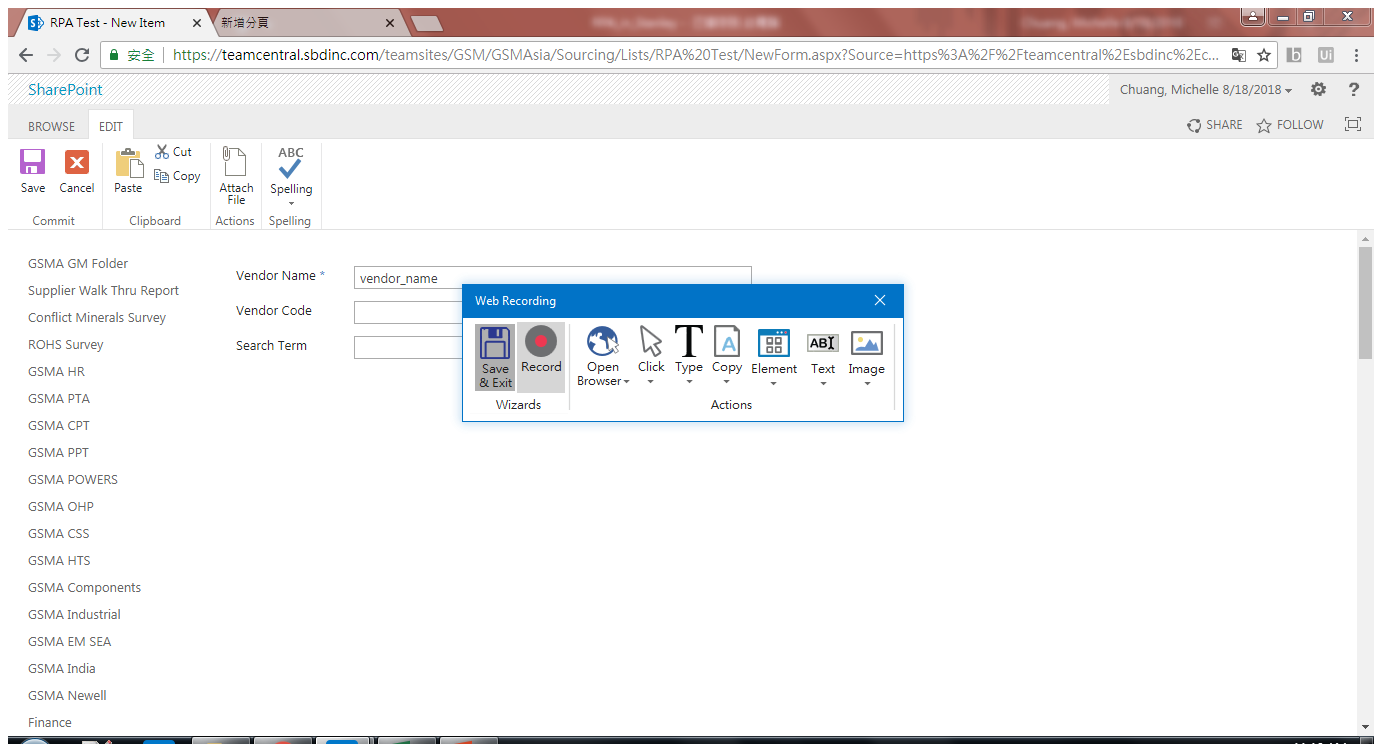 RPA Test - New Item
新增分頁
安全
https://teamcentral.sbdinc.com/teamsites/GSM/GSMAsia/Sourcing/Lists/RPA%20Test/NewForm.aspx?Source=https%3A%2F%2Fteamcentral%2Esbdinc%2Ec...
SharePoint
Chuang, Michelle 8/18/2018
?
BROWSE
EDIT
SHARE
FOLLOW
Save
Cancel
Paste
Cut
Copy
Attach
File
ABC
Spelling
Commit
Clipboard
Actions
Spelling
GSMA GM Folder
Supplier Walk Thru Report
Conflict Minerals Survey
ROHS Survey
GSMA HR
GSMA PTA
GSMA CPT
GSMA PPT
GSMA POWERS
GSMA OHP
GSMA CSS
GSMA HTS
GSMA Components
GSMA Industrial
GSMA EM SEA
GSMA India
GSMA Newell
Finance
Vendor Name *
vendor_name
Vendor Code
Search Term
Web Recording
Save
& Exit
Record
Open
Browser
Click
T
Type
A
Copy
Element
ABI
Text
Image
Wizards
Actions